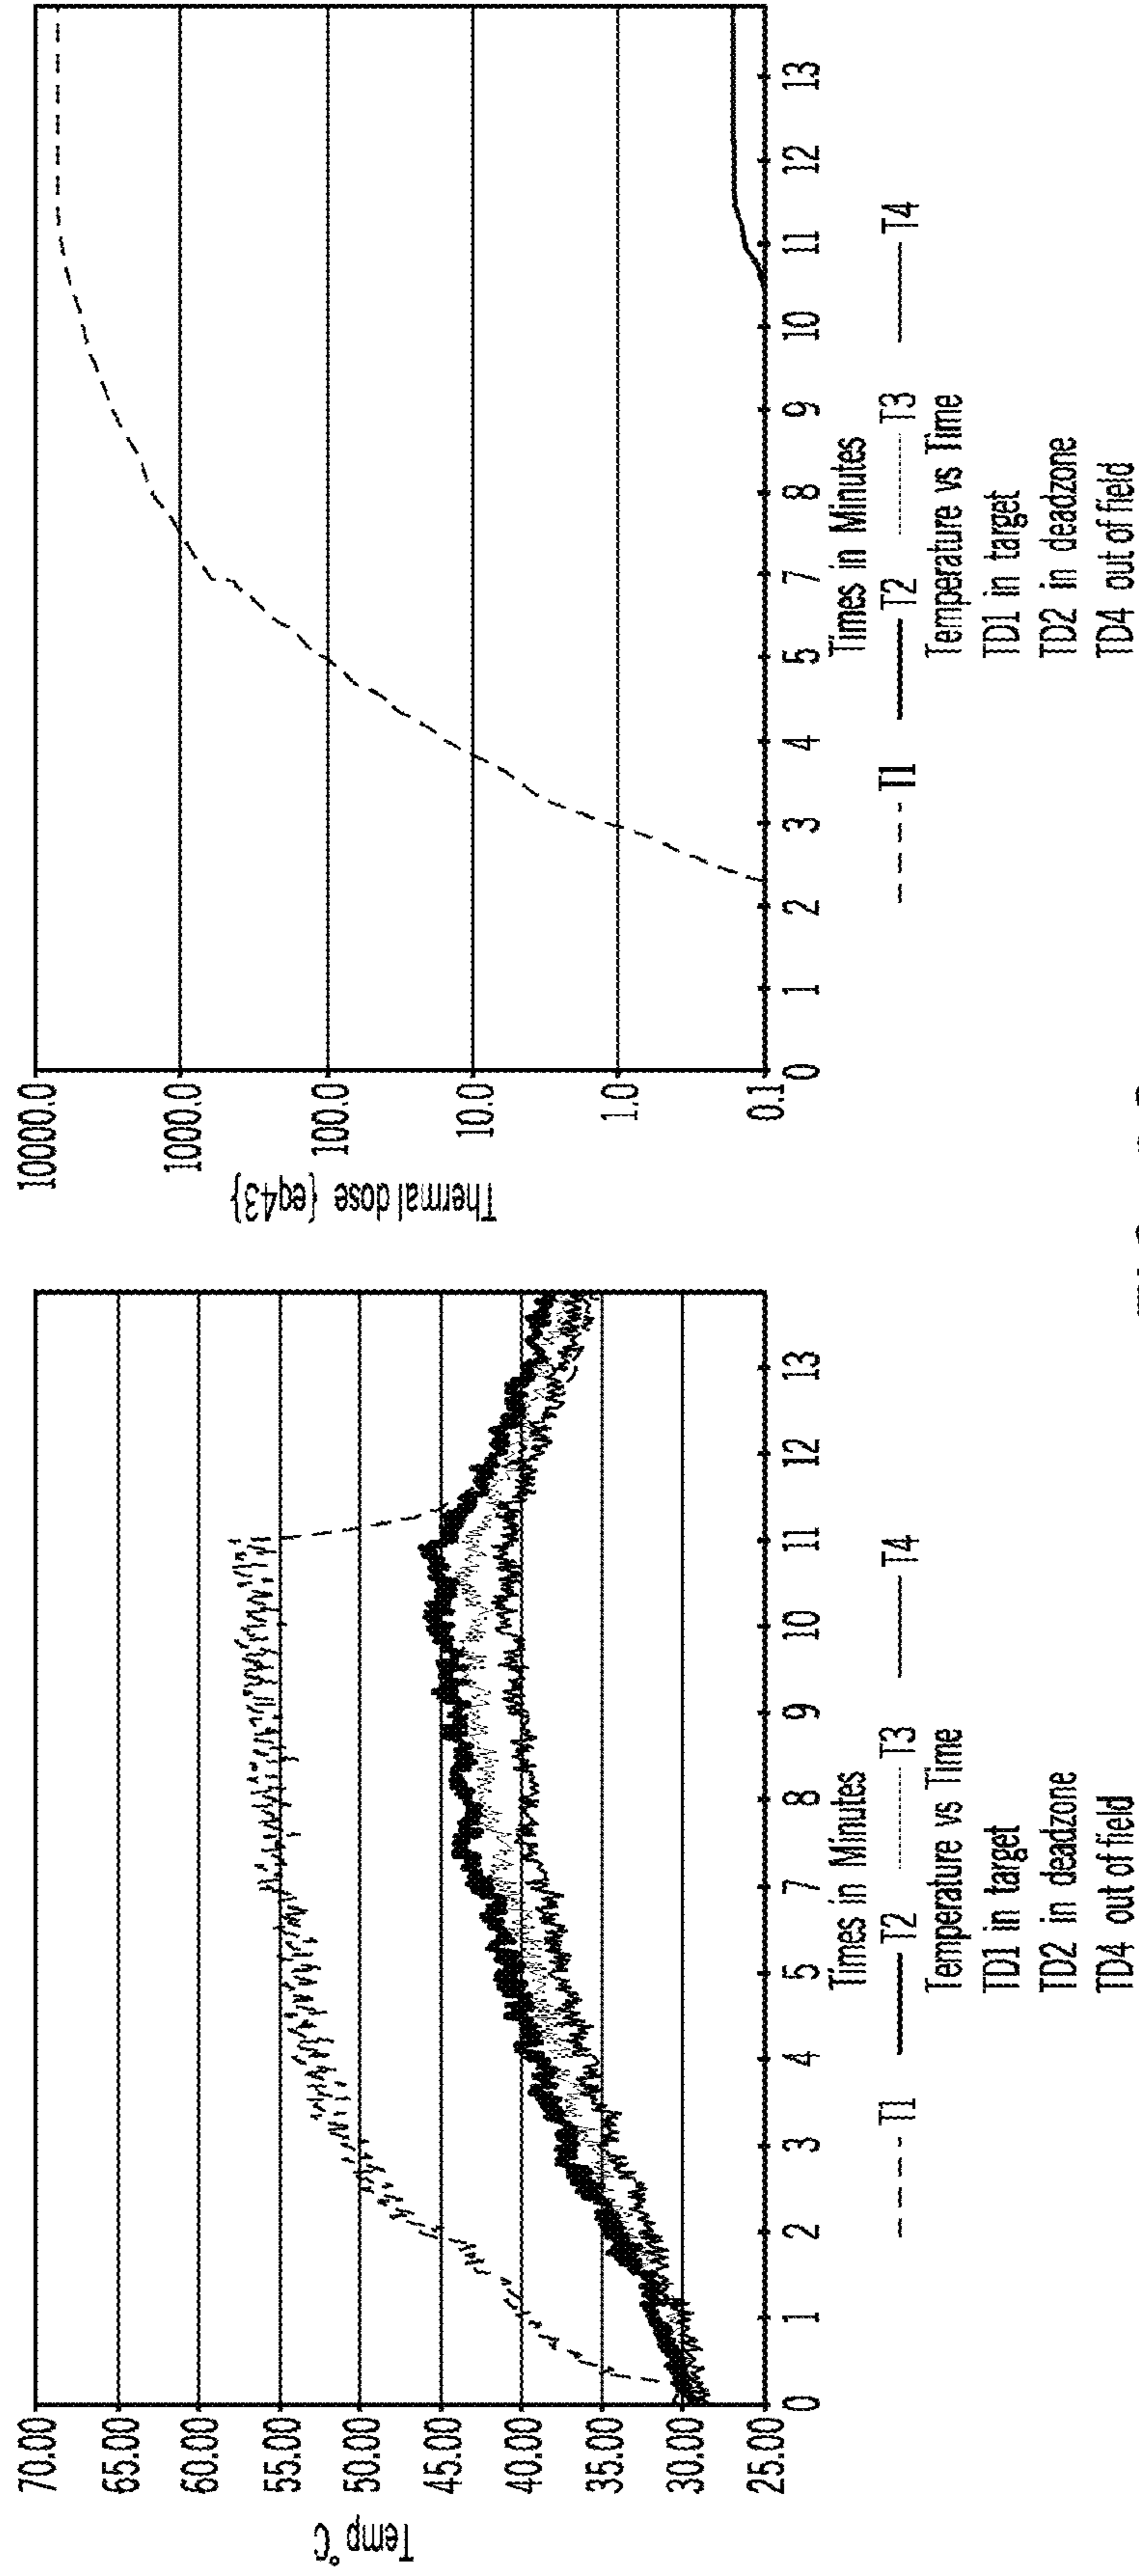 Temp°C
70.00
65.00
60.00
55.00
50.00
45.00
40.00
35.00
30.00
25.00
0 1 2 3 4 5 7 8 9 10 11 12 13
Times in Minutes
T1 T2 T3 T4
Temperature vs Time
TD1 in target
TD2 in deadzone
TD4 out of field
Thermal dose {eq43}
10000.0
1000.0
100.0
10.0
1.0
0.1
0 1 2 3 4 5 7 8 9 10 11 12 13
Times in Minutes
T1 T2 T3 T4
Temperature vs Time
TD1 in target
TD2 in deadzone
TD4 out of field